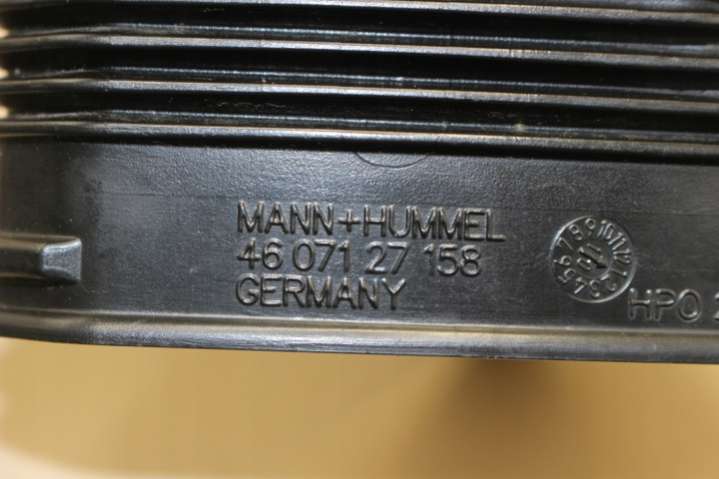 MANN+HUMMEL
46 071 27 158
GERMANY
HPO